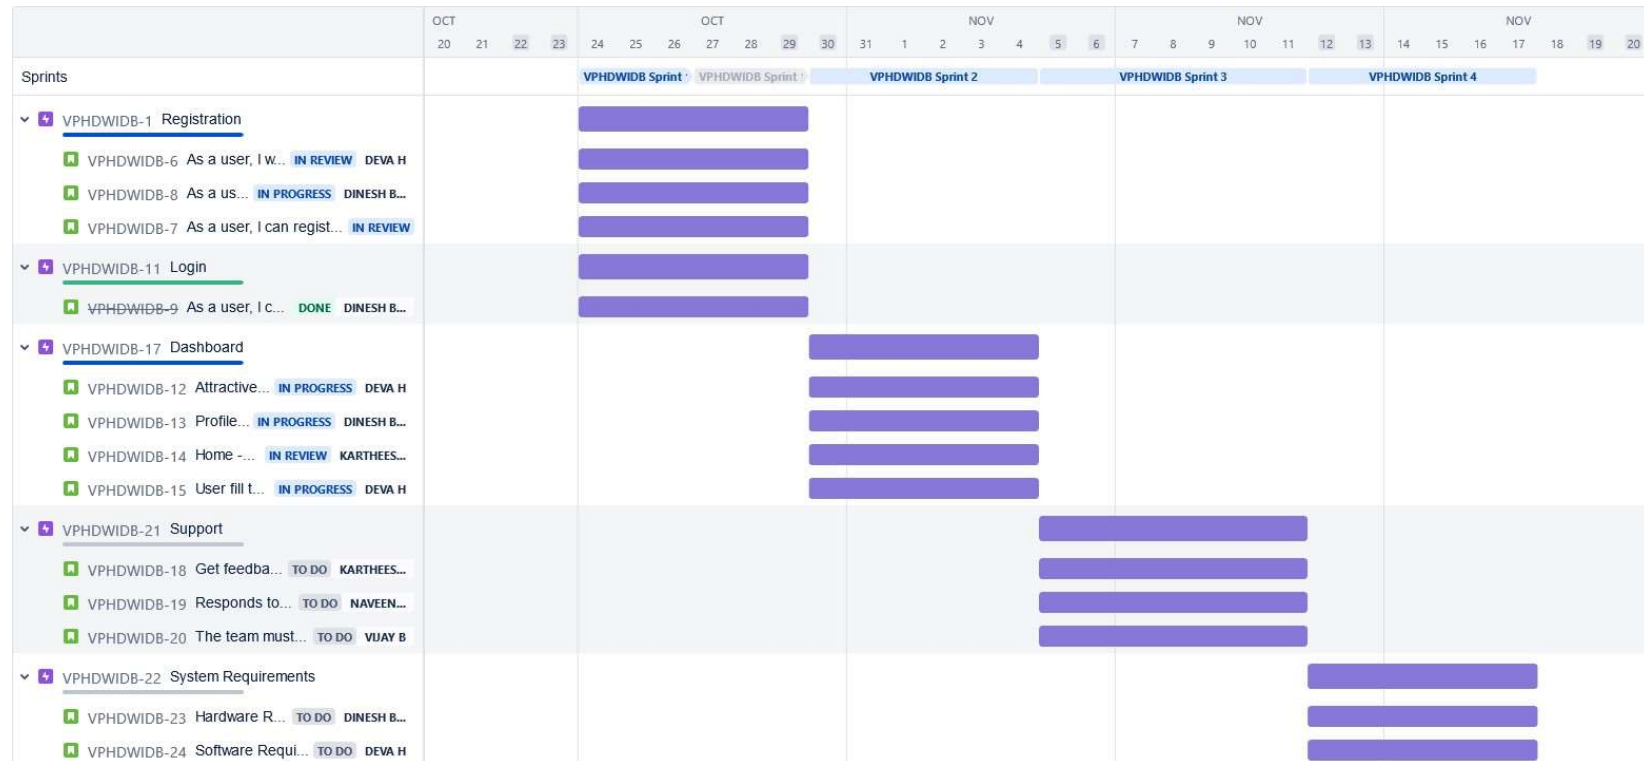 OCT OCT NOV NOV NOV
20 21 22 23 24 25 26 27 28 29 30 31 1 2 3 4 5 6 7 8 9 10 11 12 13 14 15 16 17 18 19 20
Sprints VPHDWIDB Sprint VPHDWIDB Sprint VPHDWIDB Sprint 2 VPHDWIDB Sprint 3 VPHDWIDB Sprint 4
VPHDWIDB-1 Registration
VPHDWIDB-6 As a user, I w... IN REVIEW DEVA H
VPHDWIDB-8 As a us... IN PROGRESS DINESH B...
VPHDWIDB-7 As a user, I can regist... IN REVIEW
VPHDWIDB-11 Login
VPHDWIDB-9 As a user, I c... DONE DINESH B...
VPHDWIDB-17 Dashboard
VPHDWIDB-12 Attractive... IN PROGRESS DEVA H
VPHDWIDB-13 Profile... IN PROGRESS DINESH B...
VPHDWIDB-14 Home -... IN REVIEW KARTHEES...
VPHDWIDB-15 User fill t... IN PROGRESS DEVA H
VPHDWIDB-21 Support
VPHDWIDB-18 Get feedba... TO DO KARTHEES...
VPHDWIDB-19 Responds to... TO DO NAVEEN...
VPHDWIDB-20 The team must... TO DO VIJAY B
VPHDWIDB-22 System Requirements
VPHDWIDB-23 Hardware R... TO DO DINESH B...
VPHDWIDB-24 Software Requi... TO DO DEVA H